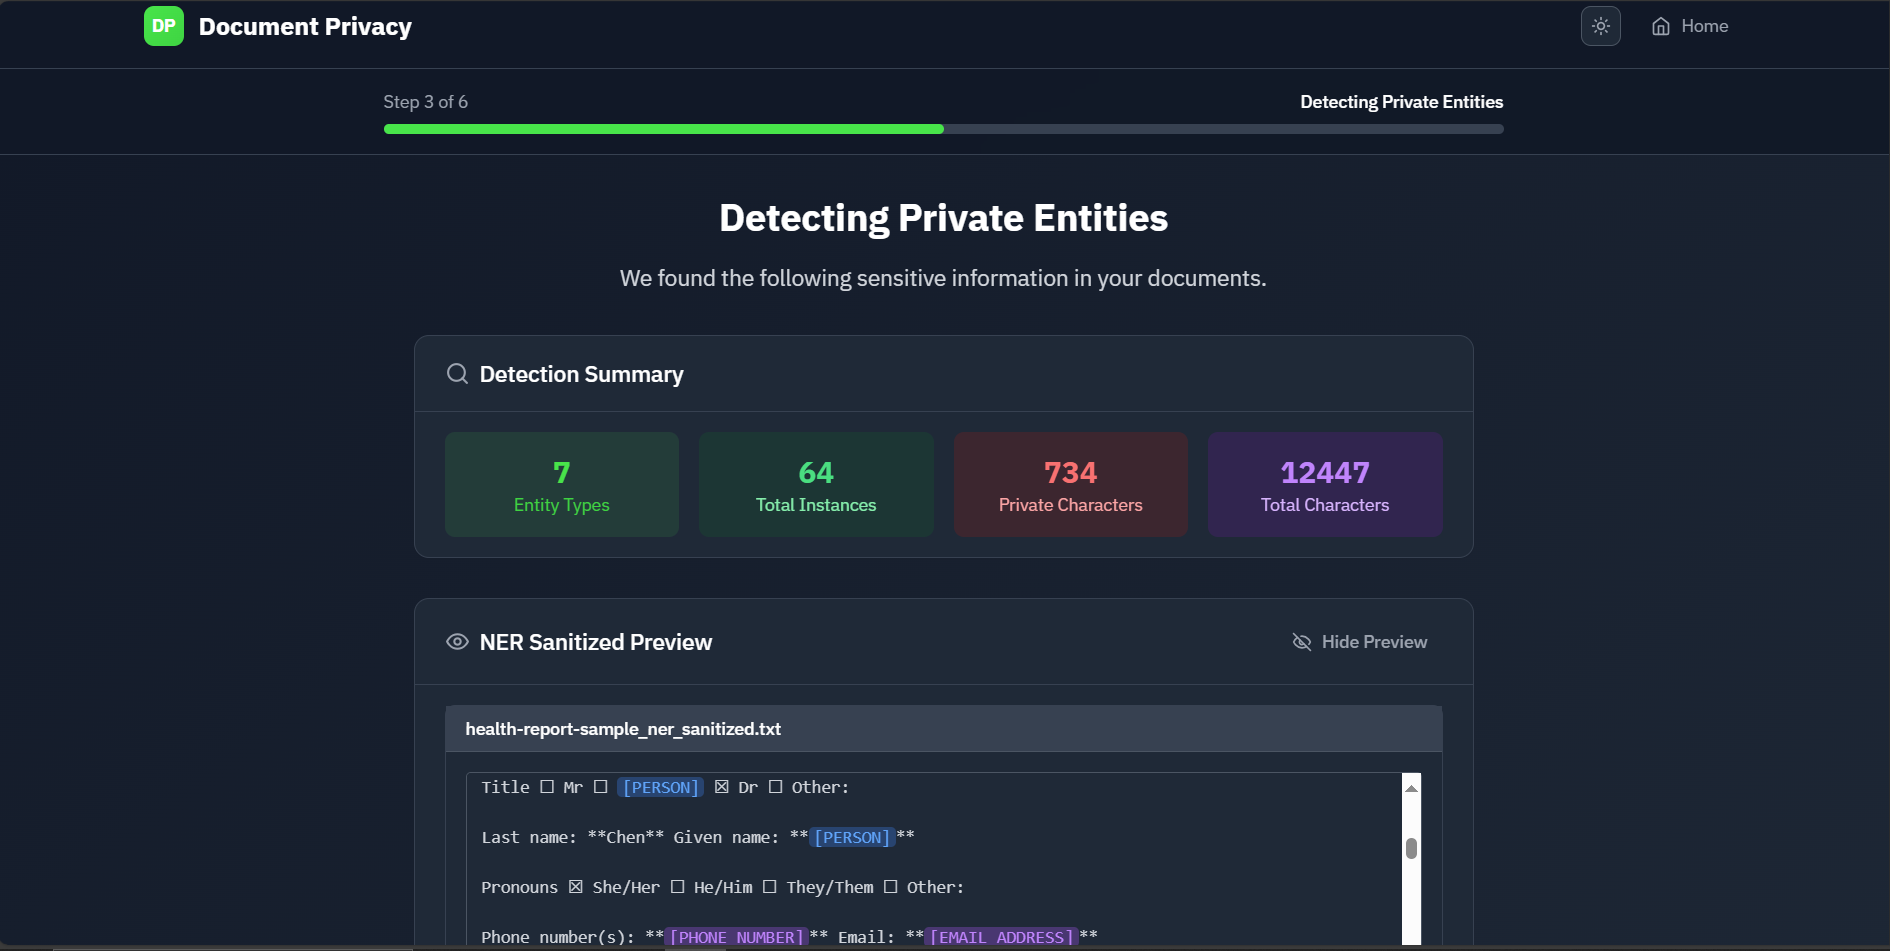 DP Document Privacy
Home
Step 3 of 6
Detecting Private Entities
Detecting Private Entities
We found the following sensitive information in your documents.
Detection Summary
7
Entity Types
64
Total Instances
734
Private Characters
12447
Total Characters
NER Sanitized Preview
Hide Preview
health-report-sample_ner_sanitized.txt
Title ☐ Mr ☐ [PERSON] ☒ Dr ☐ Other:
Last name: **Chen** Given name: **[PERSON]**
Pronouns ☒ She/Her ☐ He/Him ☐ They/Them ☐ Other:
Phone number(s): **[PHONE_NUMBER]** Email: **[EMAIL_ADDRESS]**